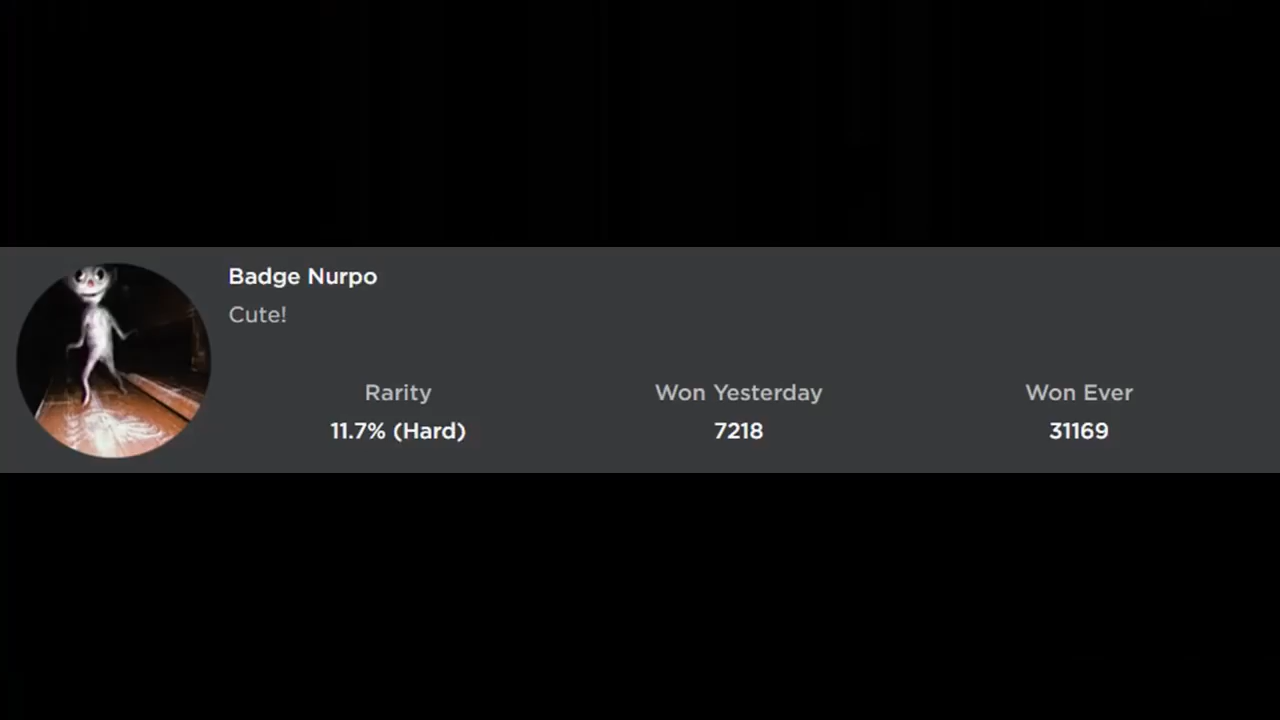 Badge Nurpo
Cute!
Rarity
Won Yesterday
Won Ever
11.7% (Hard)
7218
31169